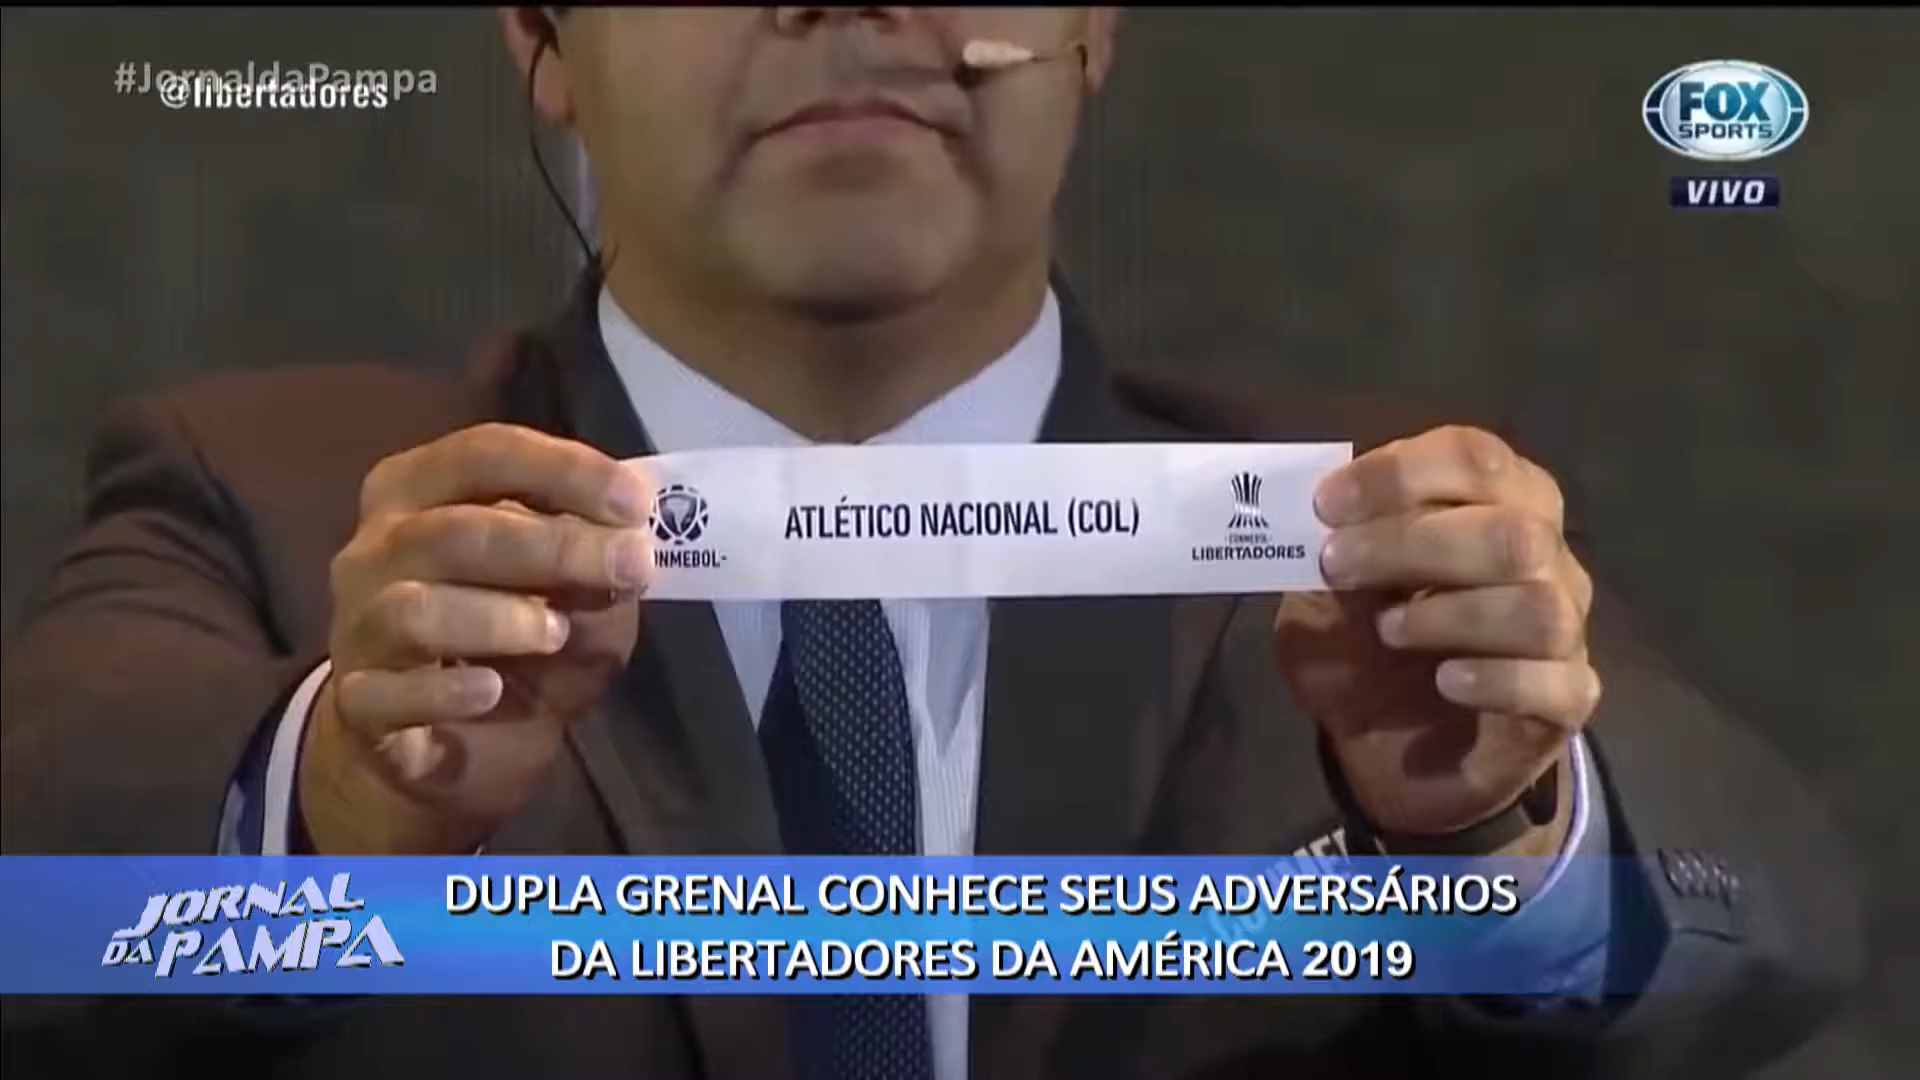 #JornaldaPampa
@libertadores
FOX
SPORTS
VIVO
ATLÉTICO NACIONAL (COL)
CONMEBOL
LIBERTADORES
JORNAL
DA PAMPA
DUPLA GRENAL CONHECE SEUS ADVERSÁRIOS
DA LIBERTADORES DA AMÉRICA 2019